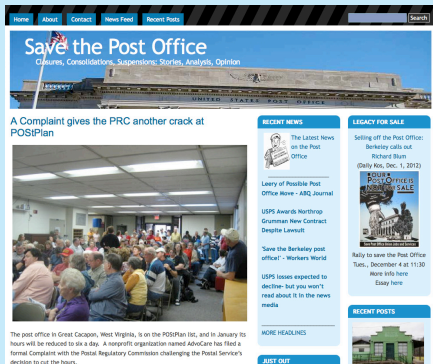 Home
About
Contact
News Feed
Recent Posts
Search
Save the Post Office
Closures, Consolidations, Suspensions: Stories, Analysis, Opinion
UNITED STATES POST OFFICE
A Complaint gives the PRC another crack at
POStPlan
The post office in Great Cacapon, West Virginia, is on the POStPlan list, and in January its
hours will be reduced to six a day. A nonprofit organization named AdvoCare has filed a
formal Complaint with the Postal Regulatory Commission challenging the Postal Service's
decision to cut the hours.
RECENT NEWS
The Latest News
on the Post
Office
Leery of Possible Post
Office Move - ABQ Journal
USPS Awards Northrop
Grumman New Contract
Despite Lawsuit
'Save the Berkeley post
office!' - Workers World
USPS losses expected to
decline- but you won't
read about it in the news
media
MORE HEADLINES
JUST OUT
LEGACY FOR SALE
Selling off the Post Office:
Berkeley calls out
Richard Blum
(Daily Kos, Dec. 1, 2012)
OUR
POST OFFICE IS
NOT FOR SALE
Save Post Office Union Jobs and Services
Rally to save the Post Office
Tues., December 4 at 11:30
More info here
Essay here
RECENT POSTS